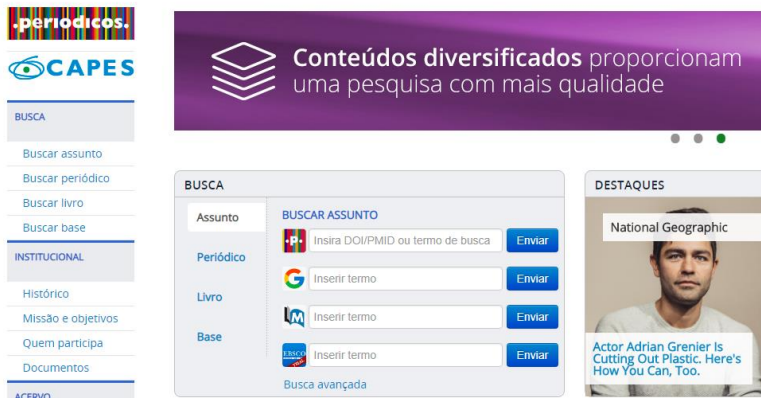 .periodicos.
CAPES
BUSCA
Buscar assunto
Buscar periódico
Buscar livro
Buscar base
INSTITUCIONAL
Histórico
Missão e objetivos
Quem participa
Documentos
ACERVO
Conteúdos diversificados proporcionam
uma pesquisa com mais qualidade
BUSCA
Assunto
Periódico
Livro
Base
BUSCAR ASSUNTO
.P.
Insira DOI/PMID ou termo de busca
Enviar
G
Inserir termo
Enviar
Inserir termo
Enviar
EBSCO
Inserir termo
Enviar
Busca avançada
DESTAQUES
National Geographic
Actor Adrian Grenier Is
Cutting Out Plastic. Here's
How You Can, Too.